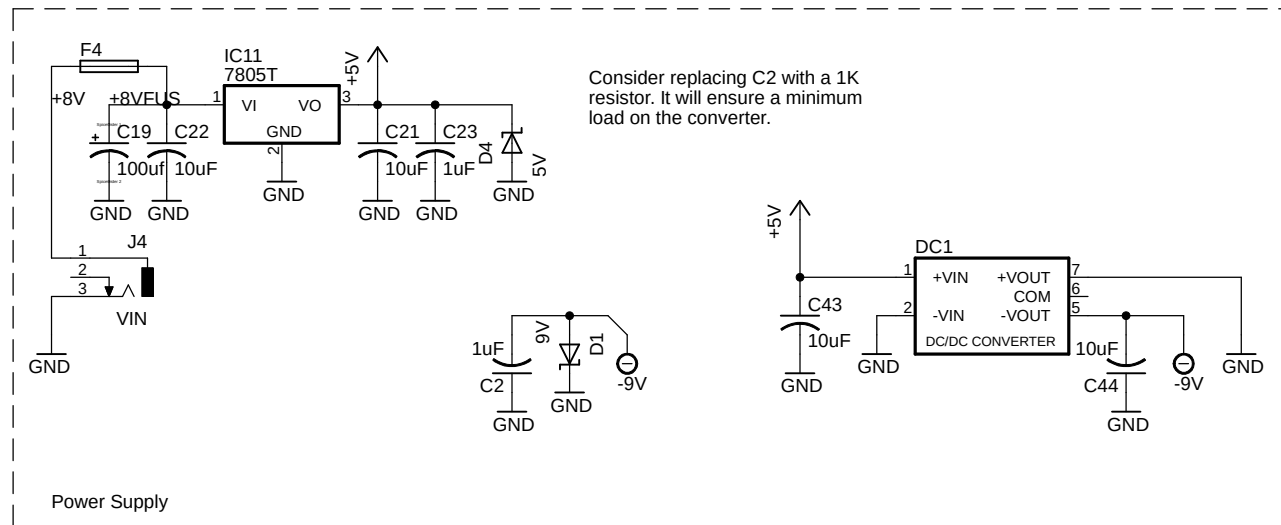 F4
+8V
+8VFUS
IC11
7805T
1
VI
VO
3
GND
2
GND
+5V
C19
100uf
GND
C22
10uF
GND
C21
10uF
GND
C23
1uF
GND
D4
5V
GND
Consider replacing C2 with a 1K
resistor. It will ensure a minimum
load on the converter.
J4
1
2
3
VIN
GND
1uF
C2
GND
9V
D1
GND
-9V
+5V
C43
10uF
GND
DC1
1
+VIN
+VOUT
7
COM
6
2
-VIN
-VOUT
5
DC/DC CONVERTER
GND
10uF
C44
GND
-9V
GND
Power Supply